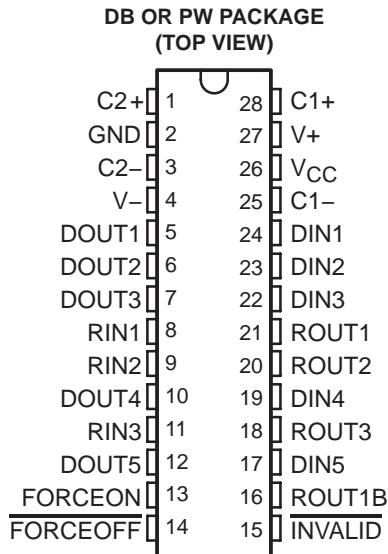 DB OR PW PACKAGE
(TOP VIEW)
C2+ 1 28 C1+
GND 2 27 V+
C2− 3 26 VCC
V− 4 25 C1−
DOUT1 5 24 DIN1
DOUT2 6 23 DIN2
DOUT3 7 22 DIN3
RIN1 8 21 ROUT1
RIN2 9 20 ROUT2
DOUT4 10 19 DIN4
RIN3 11 18 ROUT3
DOUT5 12 17 DIN5
FORCEON 13 16 ROUT1B
FORCEOFF 14 15 INVALID